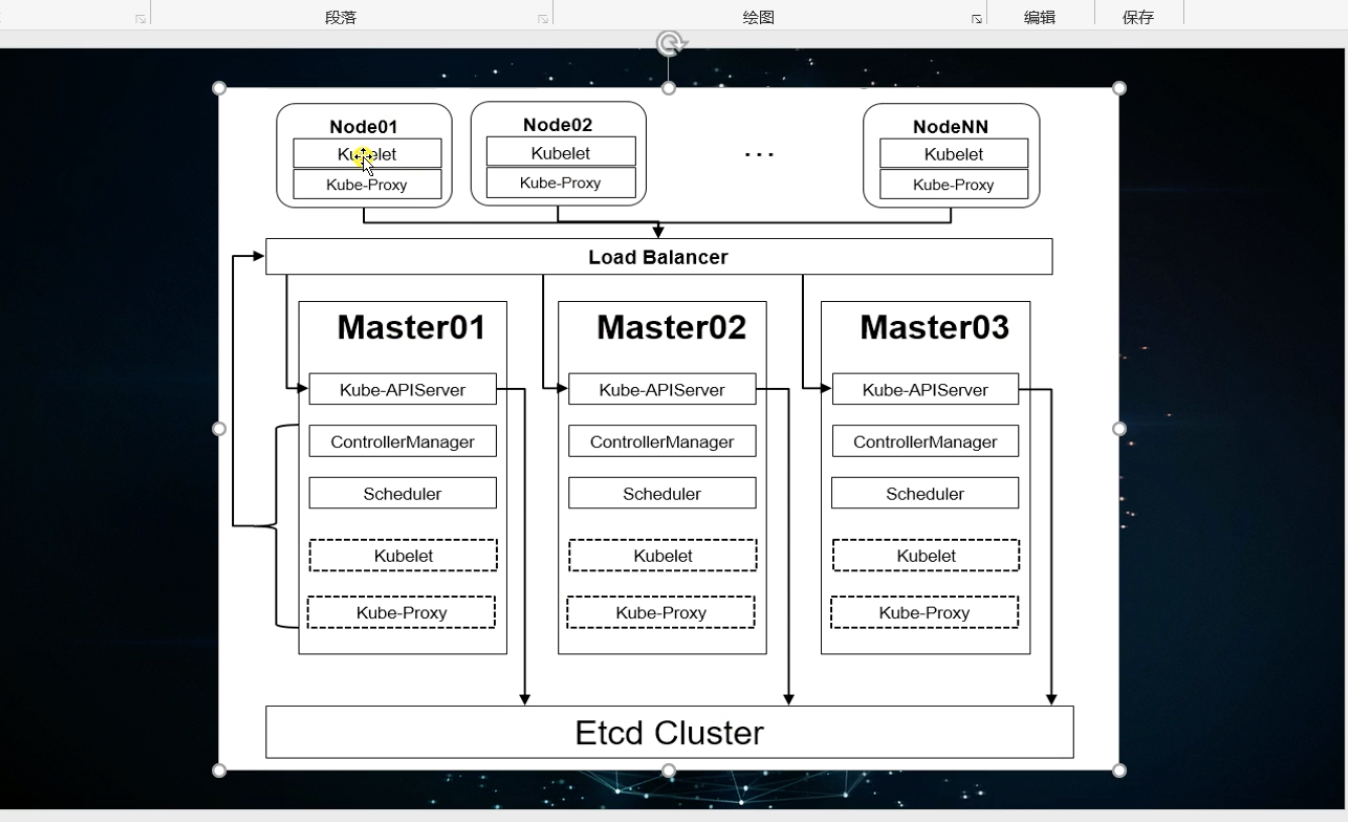 段落
绘图
编辑
保存
Node01
Kubelet
Kube-Proxy
Node02
Kubelet
Kube-Proxy
...
NodeNN
Kubelet
Kube-Proxy
Load Balancer
Master01
Kube-APIServer
ControllerManager
Scheduler
Kubelet
Kube-Proxy
Master02
Kube-APIServer
ControllerManager
Scheduler
Kubelet
Kube-Proxy
Master03
Kube-APIServer
ControllerManager
Scheduler
Kubelet
Kube-Proxy
Etcd Cluster